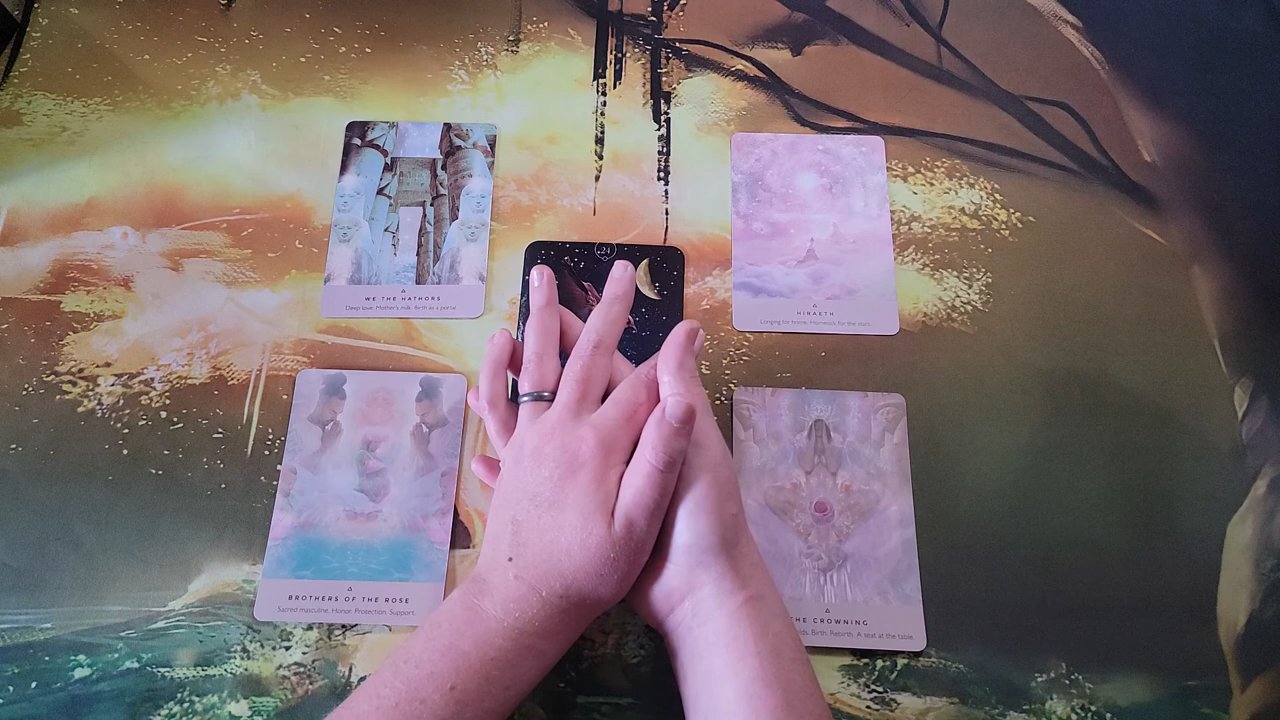 WE THE HATHORS
Deep love. Mother's milk. Birth as a portal.
.24.
HIRAETH
Longing for home. Homesick for the stars.
BROTHERS OF THE ROSE
Sacred masculine. Honor. Protection. Support.
THE CROWNING
Birth. Rebirth. A seat at the table.